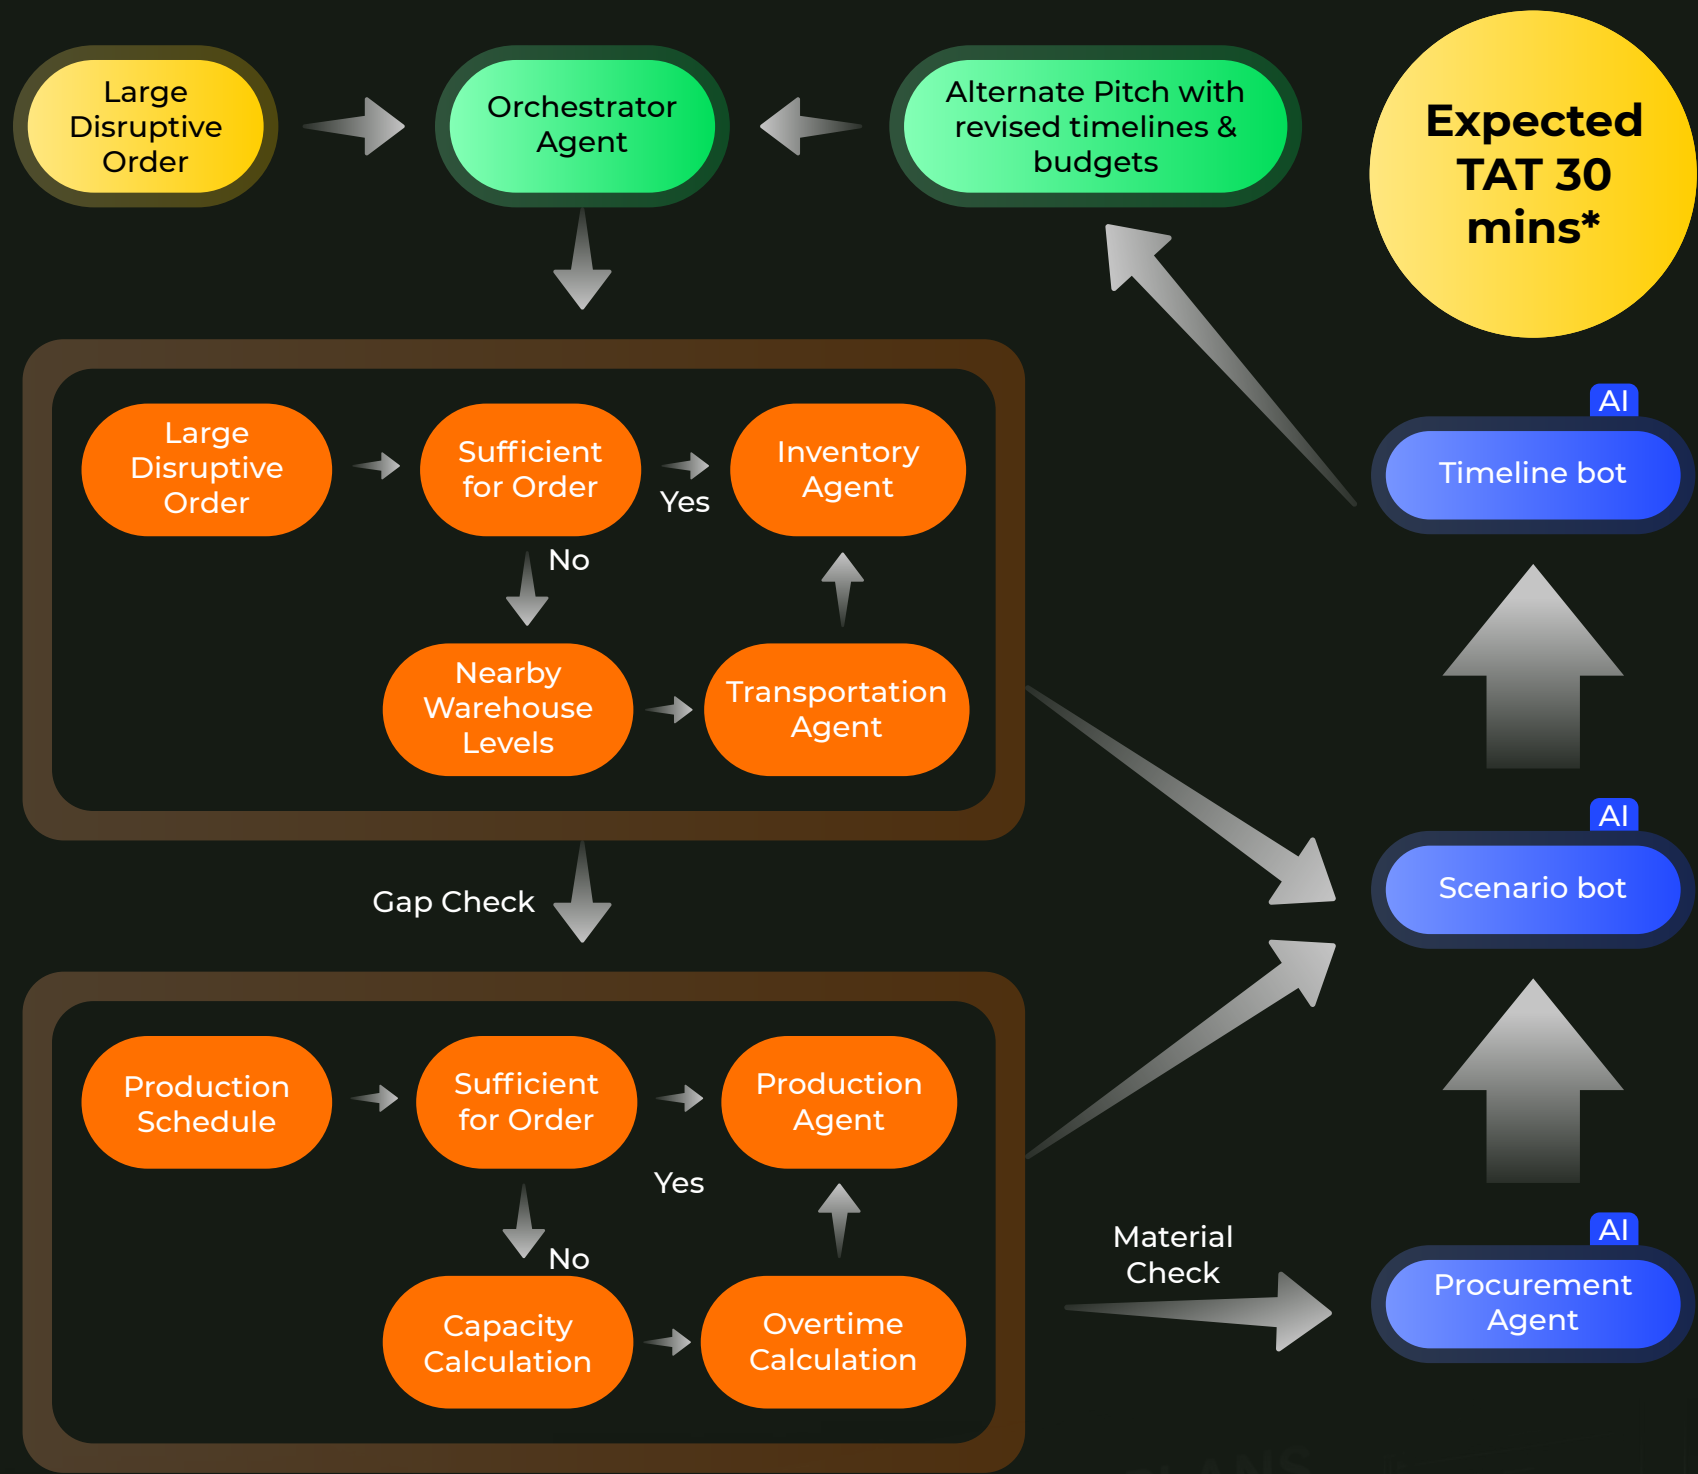 Large
Disruptive
Order
Orchestrator
Agent
Alternate Pitch with
revised timelines &
budgets
Expected
TAT 30
mins*
Large
Disruptive
Order
Sufficient
for Order
Yes
Inventory
Agent
No
Nearby
Warehouse
Levels
Transportation
Agent
AI
Timeline bot
Gap Check
AI
Scenario bot
Production
Schedule
Sufficient
for Order
Yes
Production
Agent
No
Capacity
Calculation
Overtime
Calculation
Material
Check
AI
Procurement
Agent